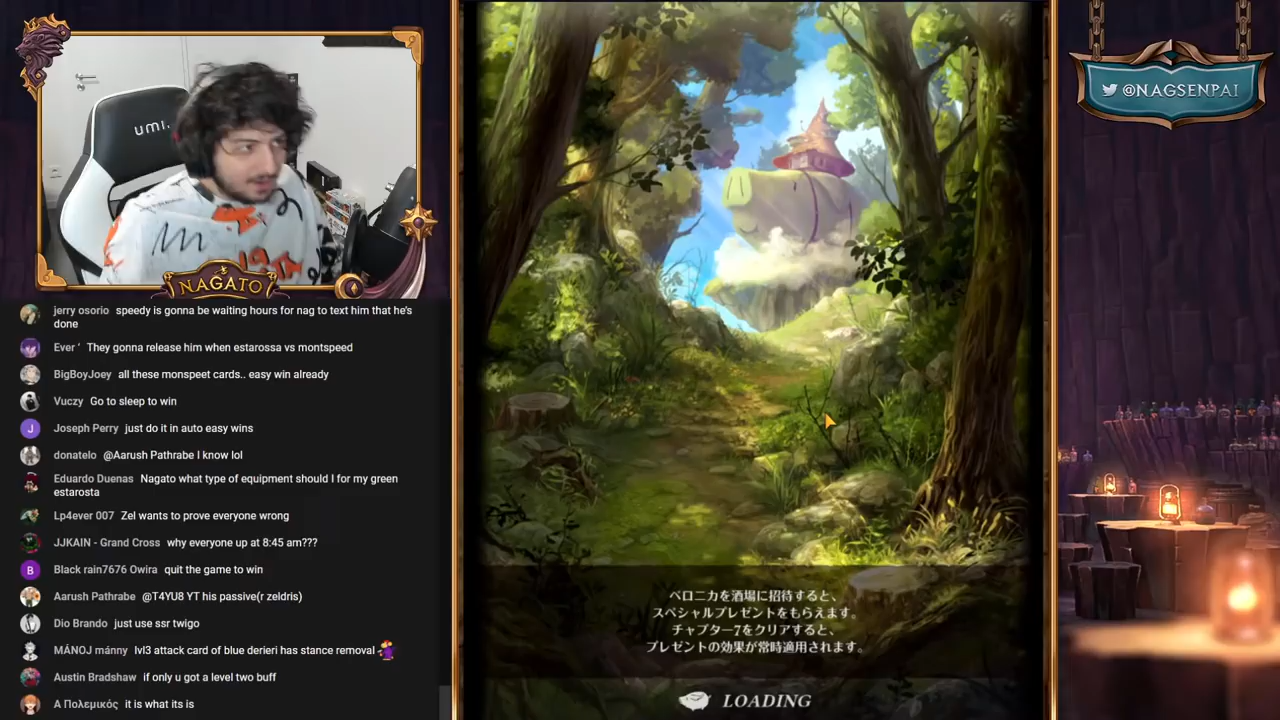 umi.
NAGATO
@NAGSENPAI
jerry osorio speedy is gonna be waiting hours for nag to text him that he's
done
Ever ' They gonna release him when estarossa vs montspeed
BigBoyJoey all these monspeet cards.. easy win already
Vuczy Go to sleep to win
J
Joseph Perry just do it in auto easy wins
donatelo @Aarush Pathrabe I know lol
Eduardo Duenas Nagato what type of equipment should I for my green
estarosta
Lp4ever 007 Zel wants to prove everyone wrong
JJKAIN - Grand Cross why everyone up at 8:45 am???
B
Black rain7676 Owira quit the game to win
Aarush Pathrabe @T4YU8 YT his passive(r zeldris)
Dio Brando just use ssr twigo
MÁNOJ mánny lvl3 attack card of blue derieri has stance removal
Austin Bradshaw if only u got a level two buff
Α Πολεμικός it is what its is
ベロニカを酒場に招待すると、
スペシャルプレゼントをもらえます。
チャプター7をクリアすると、
プレゼントの効果が常時適用されます。
LOADING